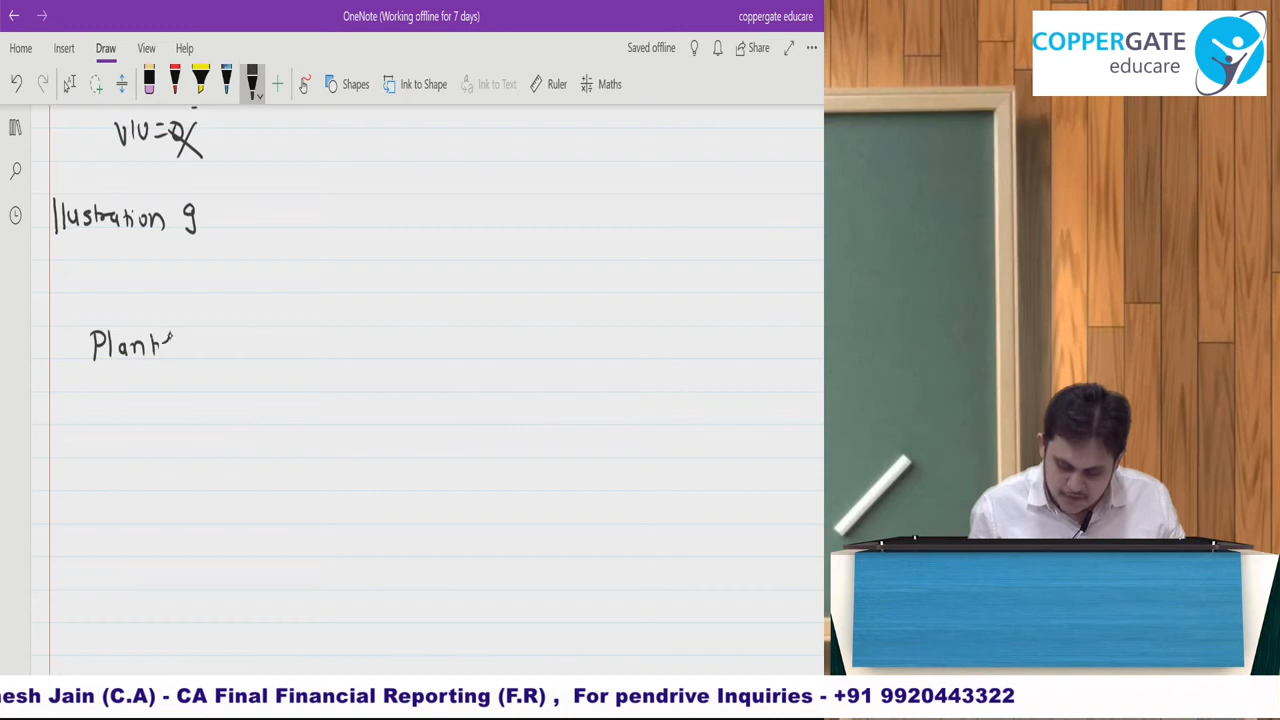 OneNote (Working offline for 7 days)
coppergate educare
Home Insert Draw View Help
Saved offline Share
Shapes Ink to Shape Ink to Text Ruler Maths
VIU =
Illustration 9
Plant
COPPERGATE
educare
esh Jain (C.A) - CA Final Financial Reporting (F.R) , For pendrive Inquiries - +91 9920443322